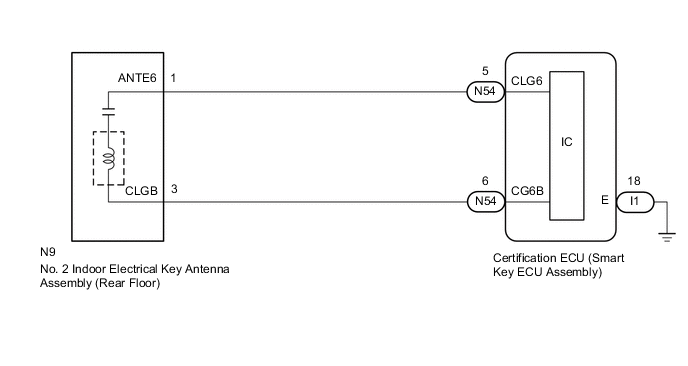 5
ANTE6
1
CLG6
N54
IC
6
18
CLGB
3
N54
CG6B
E
I1
N9
No. 2 Indoor Electrical Key Antenna
Assembly (Rear Floor)
Certification ECU (Smart
Key ECU Assembly)